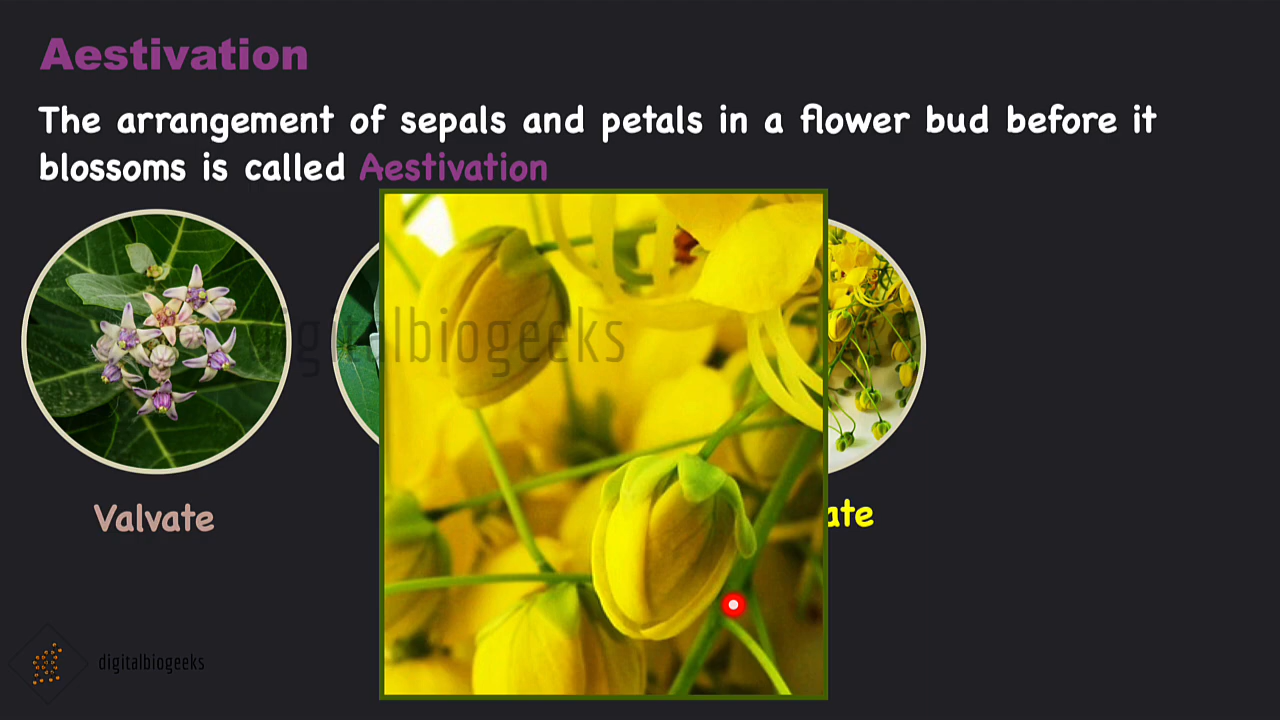 Aestivation
The arrangement of sepals and petals in a flower bud before it
blossoms is called Aestivation
digitalbiogeeks
Valvate
ate
digitalbiogeeks